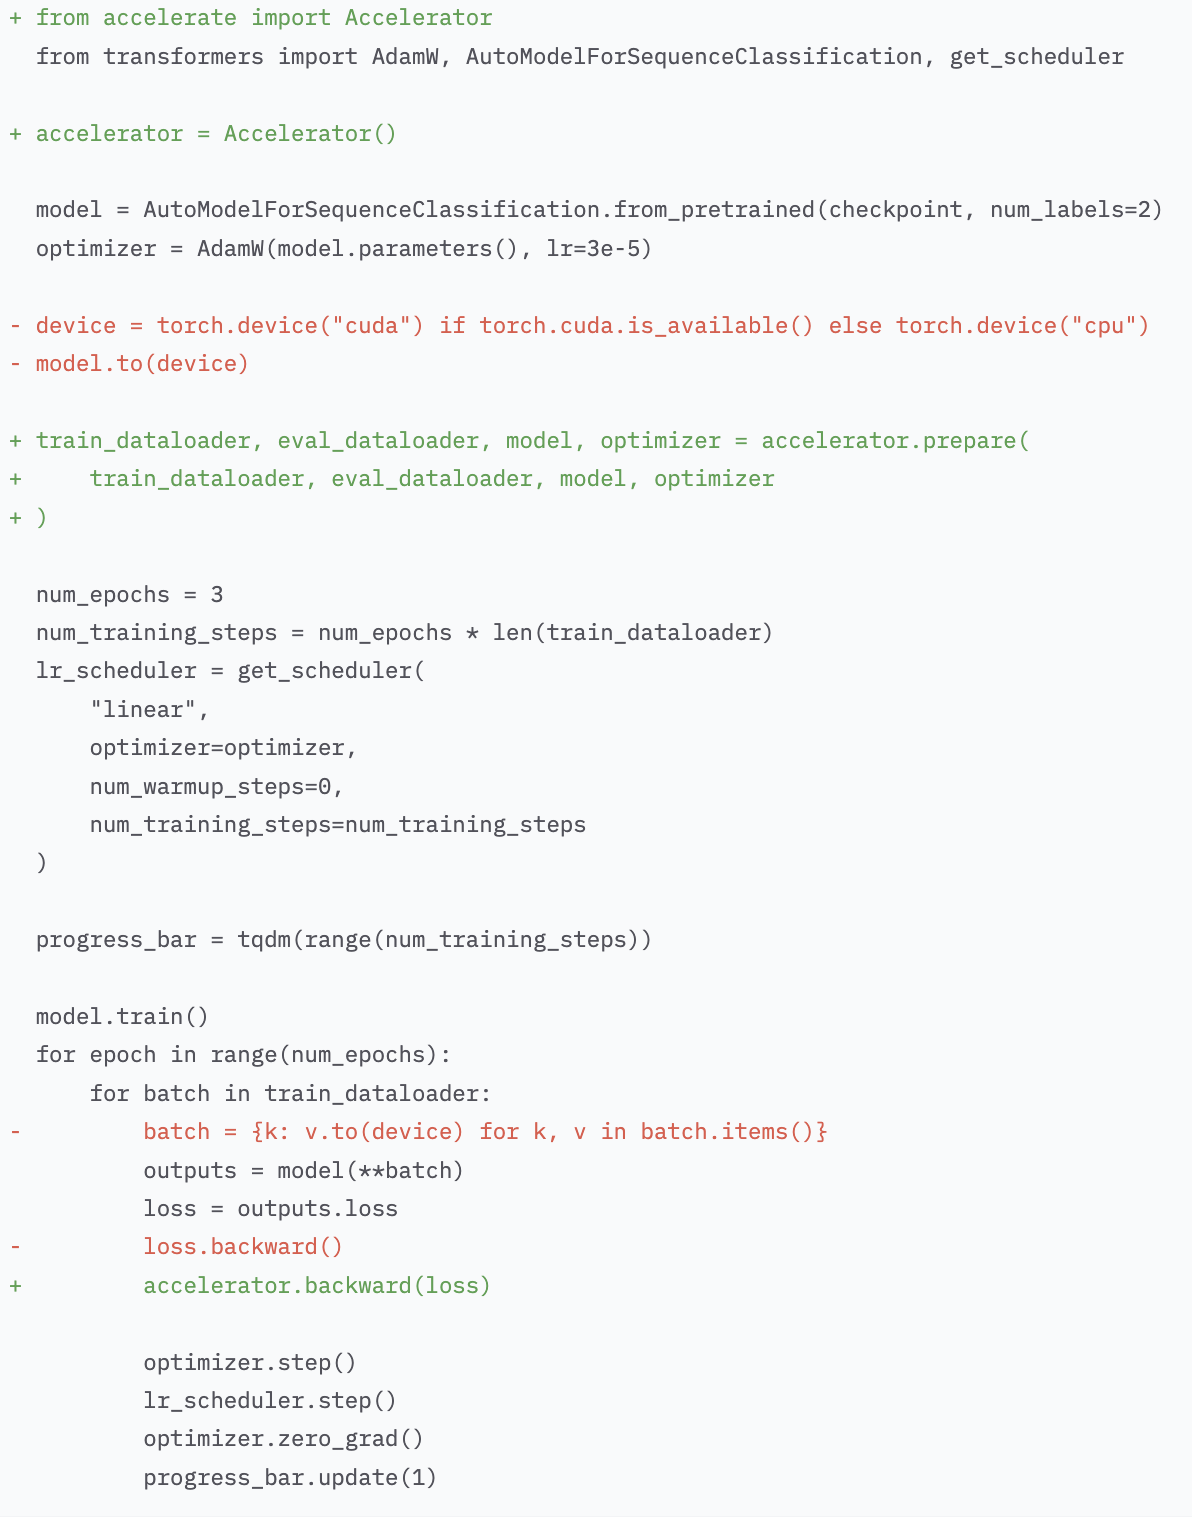 + from accelerate import Accelerator
  from transformers import AdamW, AutoModelForSequenceClassification, get_scheduler

+ accelerator = Accelerator()

  model = AutoModelForSequenceClassification.from_pretrained(checkpoint, num_labels=2)
  optimizer = AdamW(model.parameters(), lr=3e-5)

- device = torch.device("cuda") if torch.cuda.is_available() else torch.device("cpu")
- model.to(device)

+ train_dataloader, eval_dataloader, model, optimizer = accelerator.prepare(
+     train_dataloader, eval_dataloader, model, optimizer
+ )

  num_epochs = 3
  num_training_steps = num_epochs * len(train_dataloader)
  lr_scheduler = get_scheduler(
      "linear",
      optimizer=optimizer,
      num_warmup_steps=0,
      num_training_steps=num_training_steps
  )

  progress_bar = tqdm(range(num_training_steps))

  model.train()
  for epoch in range(num_epochs):
      for batch in train_dataloader:
-         batch = {k: v.to(device) for k, v in batch.items()}
          outputs = model(**batch)
          loss = outputs.loss
-         loss.backward()
+         accelerator.backward(loss)

          optimizer.step()
          lr_scheduler.step()
          optimizer.zero_grad()
          progress_bar.update(1)